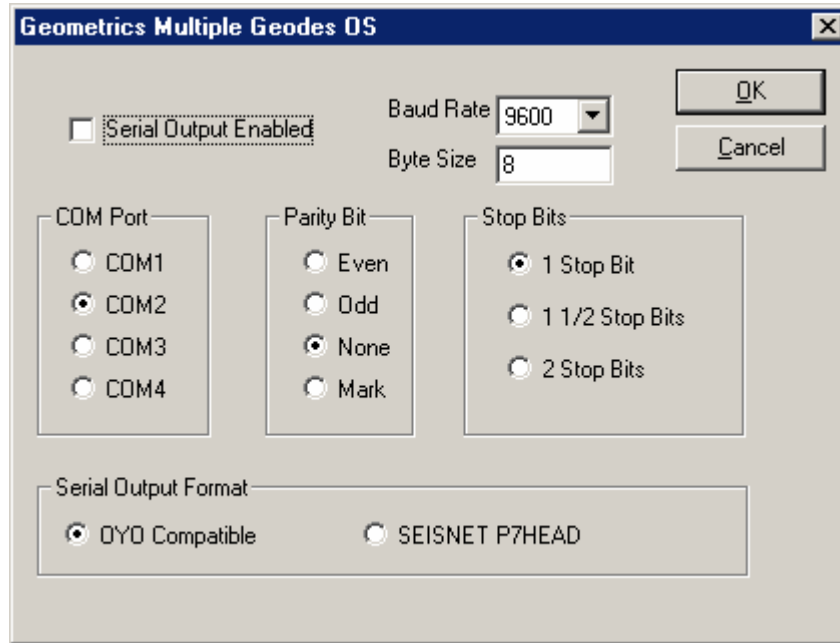 Geometrics Multiple Geodes OS
Serial Output Enabled
Baud Rate 9600
Byte Size 8
OK
Cancel
COM Port
COM1
COM2
COM3
COM4
Parity Bit
Even
Odd
None
Mark
Stop Bits
1 Stop Bit
1 1/2 Stop Bits
2 Stop Bits
Serial Output Format
OYO Compatible
SEISNET P7HEAD